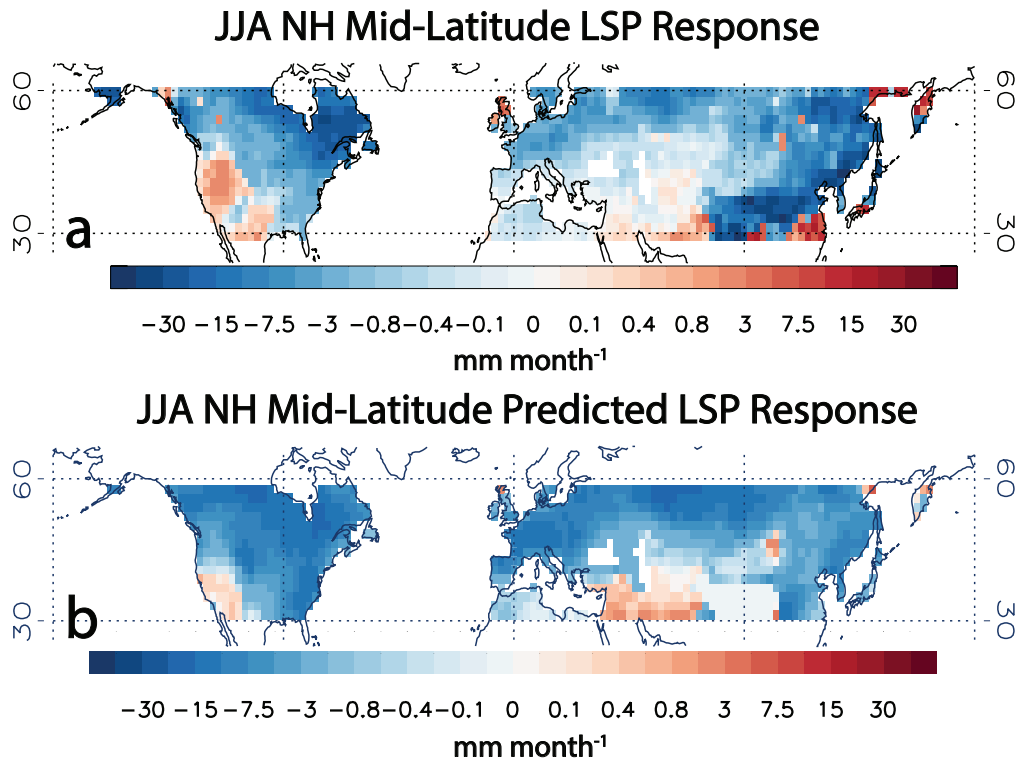 JJA NH Mid-Latitude LSP Response
60
60
30
a
30
−30 −15 −7.5 −3 −0.8 −0.4 −0.1 0 0.1 0.4 0.8 3 7.5 15 30
mm month⁻¹
JJA NH Mid-Latitude Predicted LSP Response
60
60
30
b
30
−30 −15 −7.5 −3 −0.8 −0.4 −0.1 0 0.1 0.4 0.8 3 7.5 15 30
mm month⁻¹